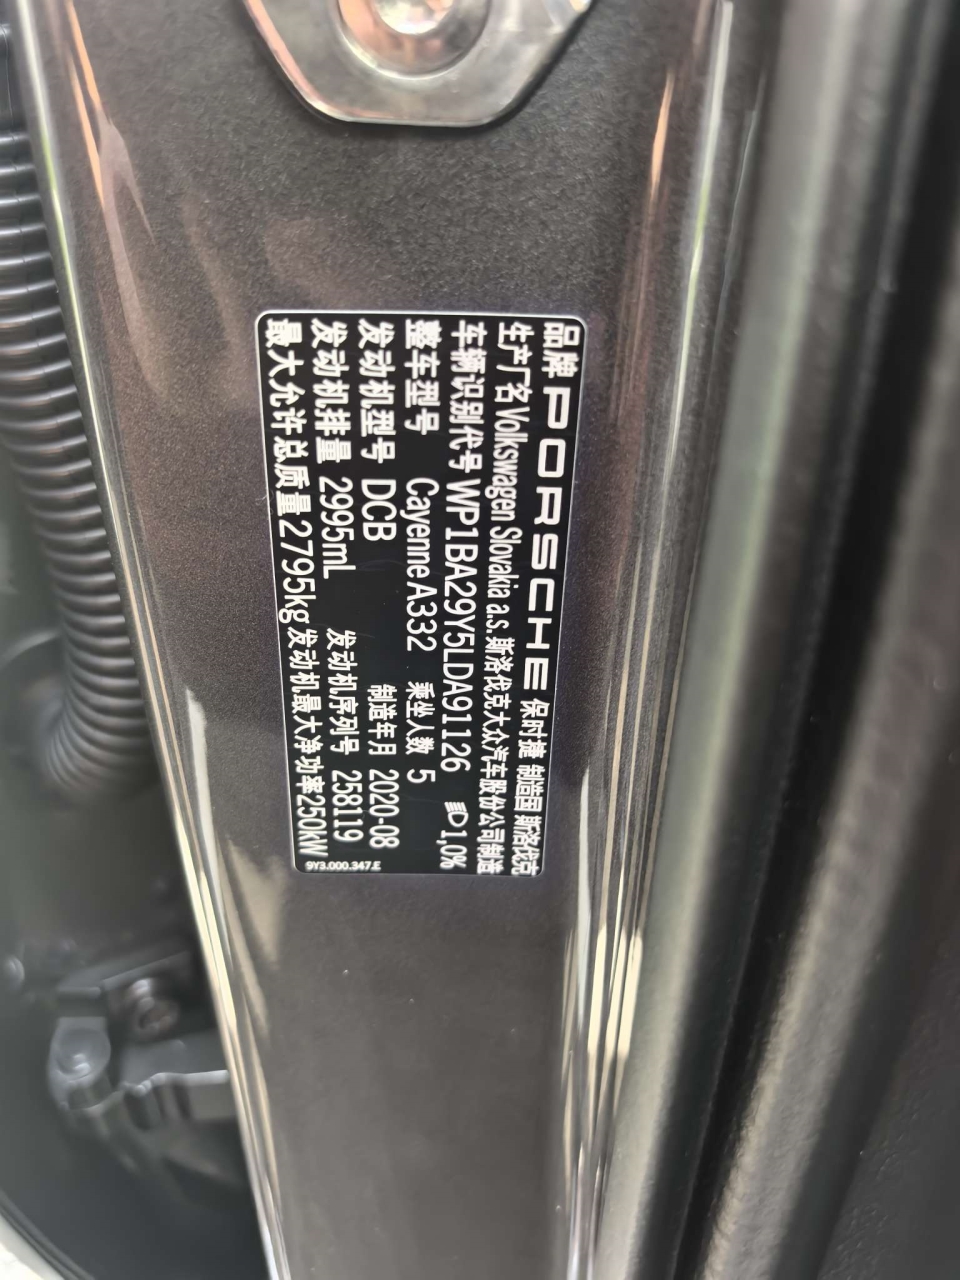 品牌 PORSCHE 保时捷 制造国 斯洛伐克
生产厂名 Volkswagen Slovakia a.s. 斯洛伐克大众汽车股份公司制造
车辆识别代号 WP1BA29Y5LDA91126 1,0%
整车型号 Cayenne A332 乘坐人数 5
发动机型号 DCB 制造年月 2020-08
发动机排量 2995mL 发动机序列号 258119
最大允许总质量 2795kg 发动机最大净功率 250kW
9Y3.000.347.E